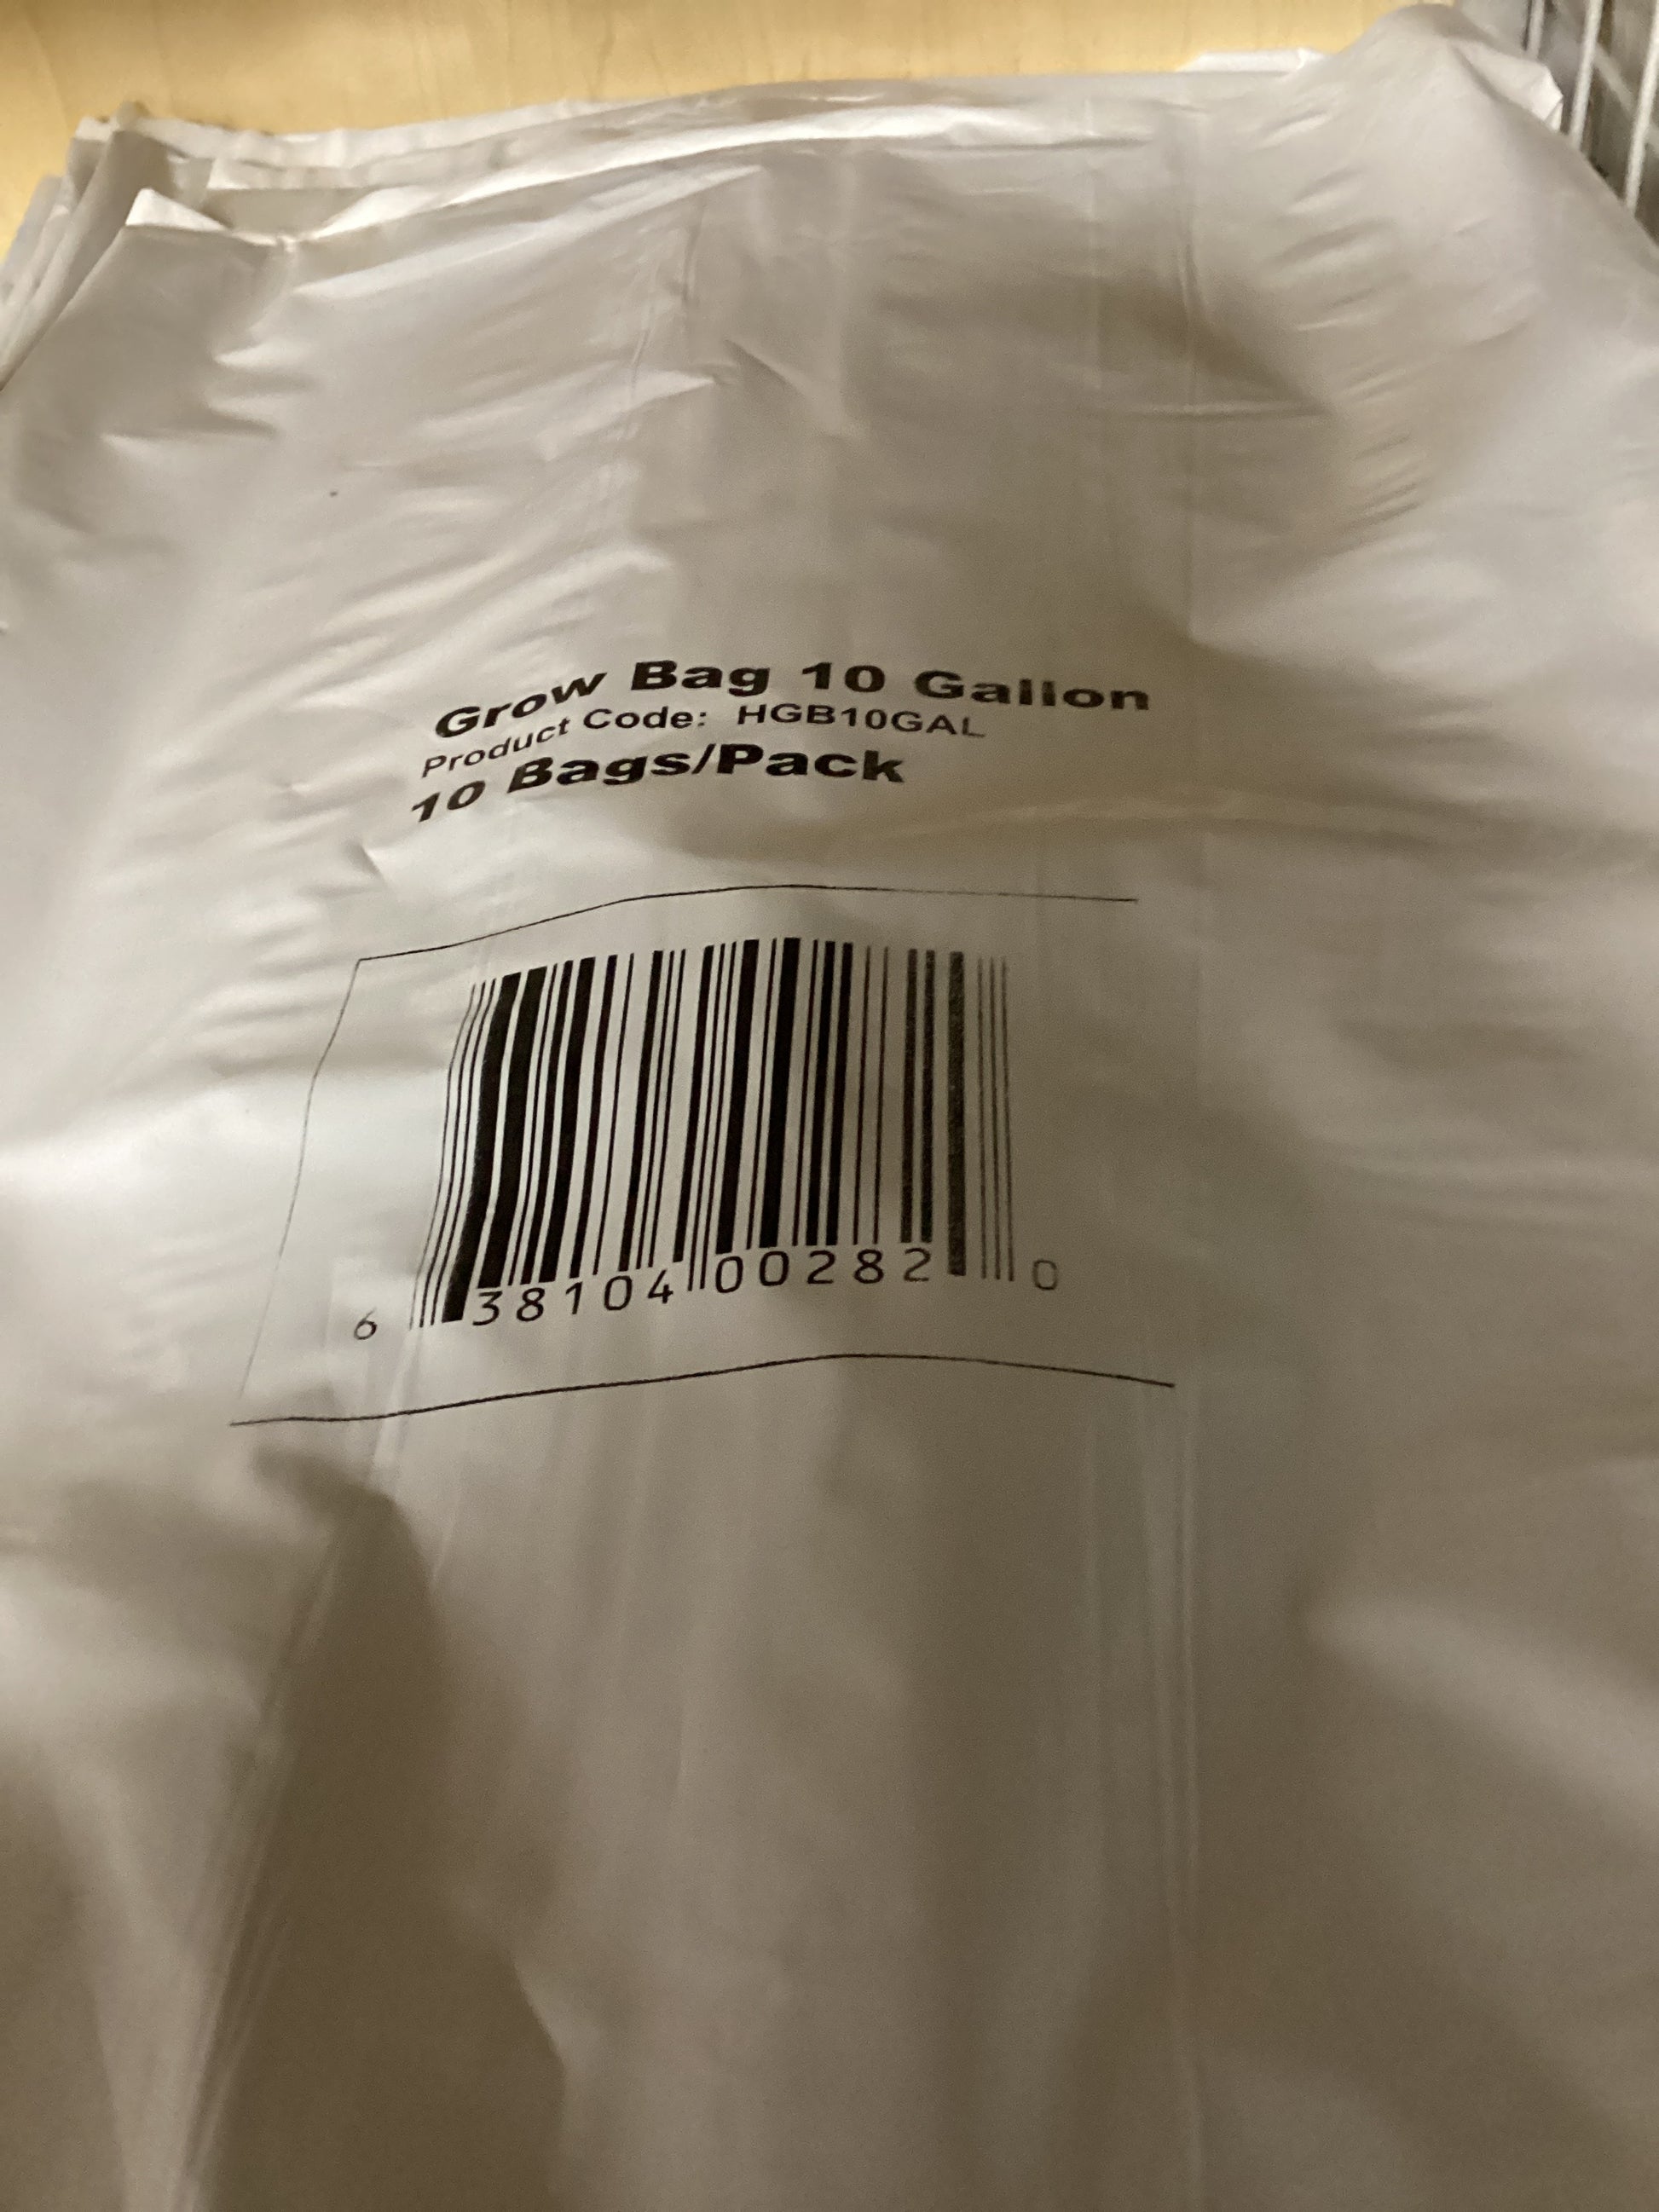 Grow Bag 10 Gallon
Product Code: HGB10GAL
10 Bags/Pack
6 38104 00282 0